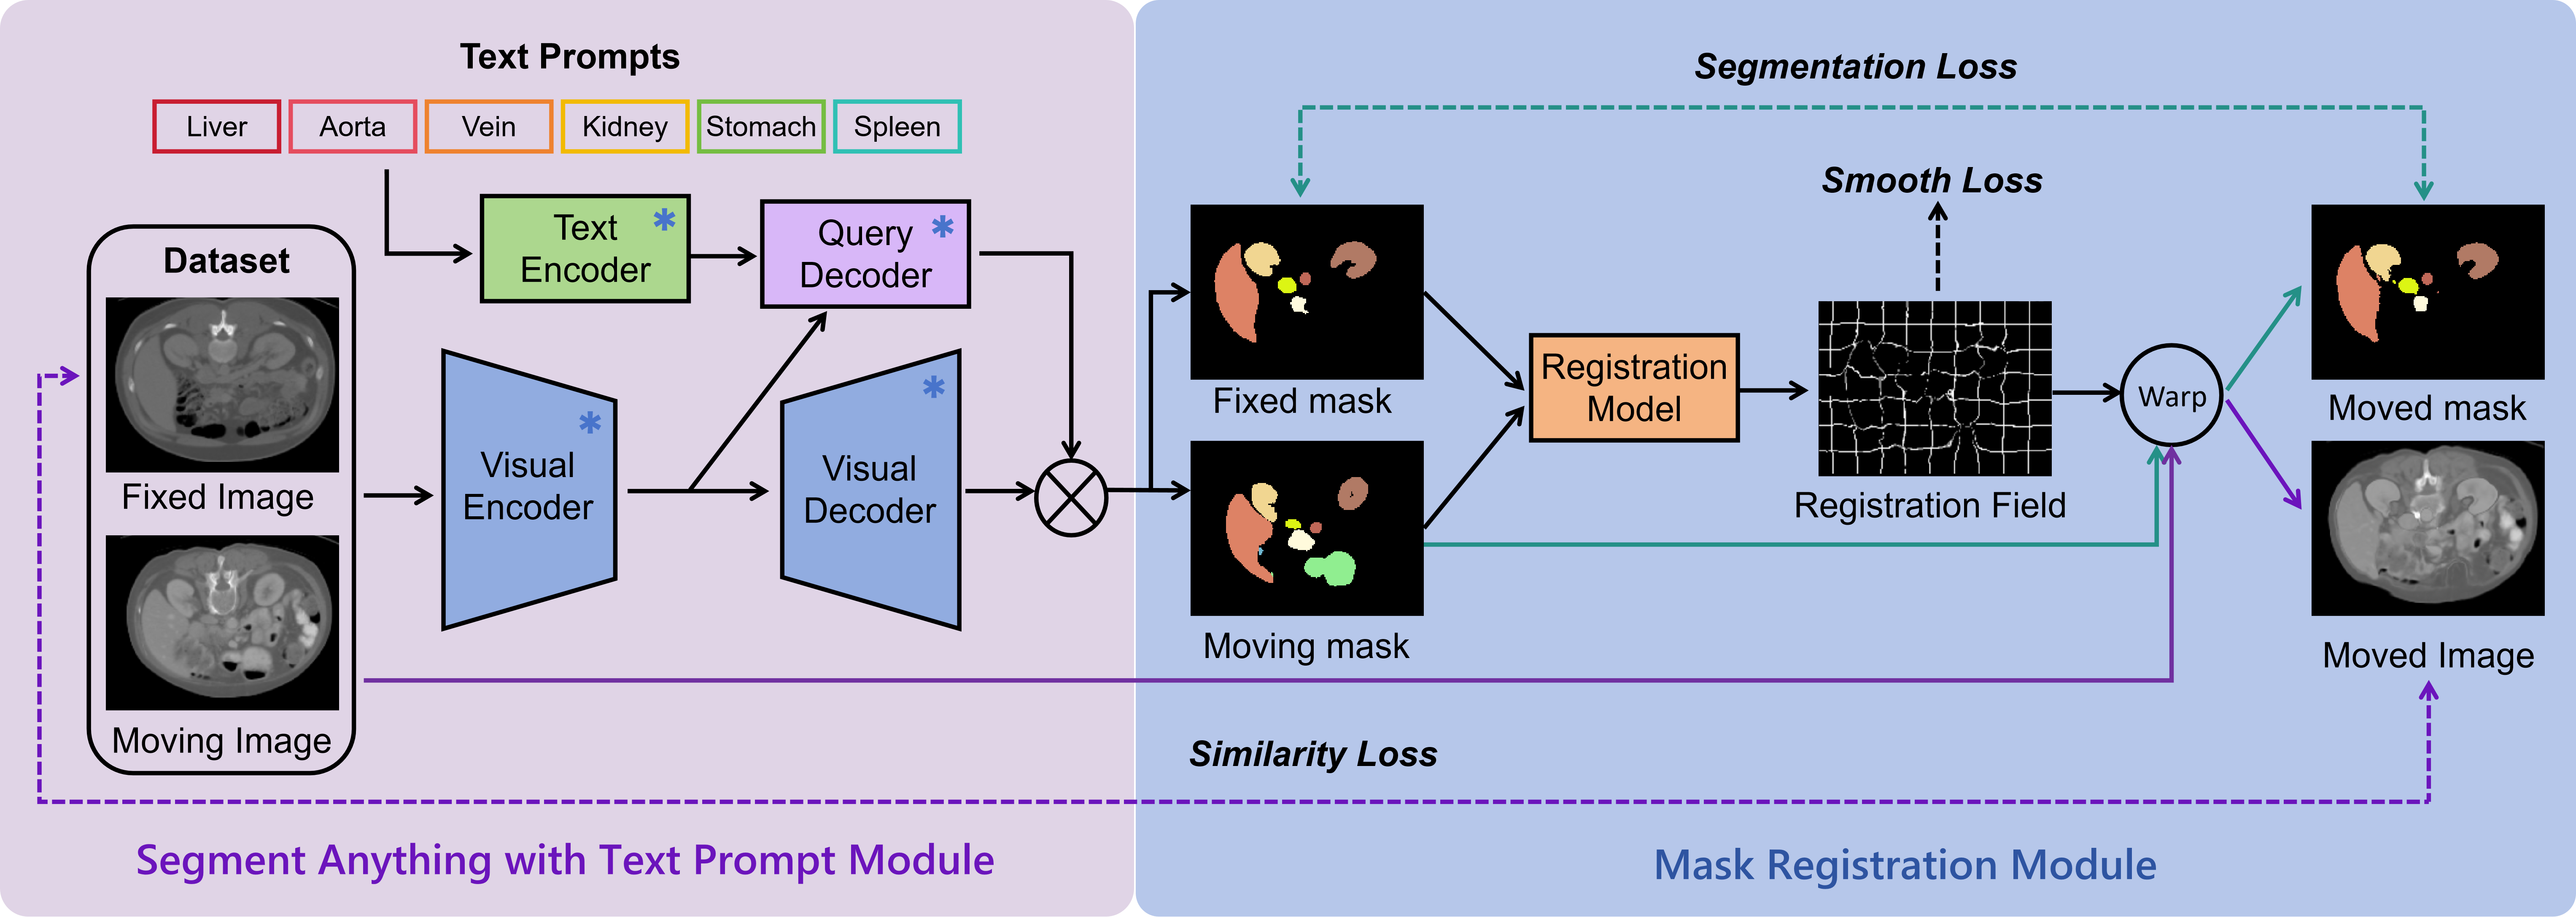 Text Prompts
Liver
Aorta
Vein
Kidney
Stomach
Spleen
Dataset
Fixed Image
Moving Image
Text
Encoder
*
Query
Decoder
*
Visual
Encoder
*
Visual
Decoder
*
Segment Anything with Text Prompt Module
Segmentation Loss
Smooth Loss
Fixed mask
Moving mask
Registration
Model
Registration Field
Warp
Moved mask
Moved Image
Similarity Loss
Mask Registration Module